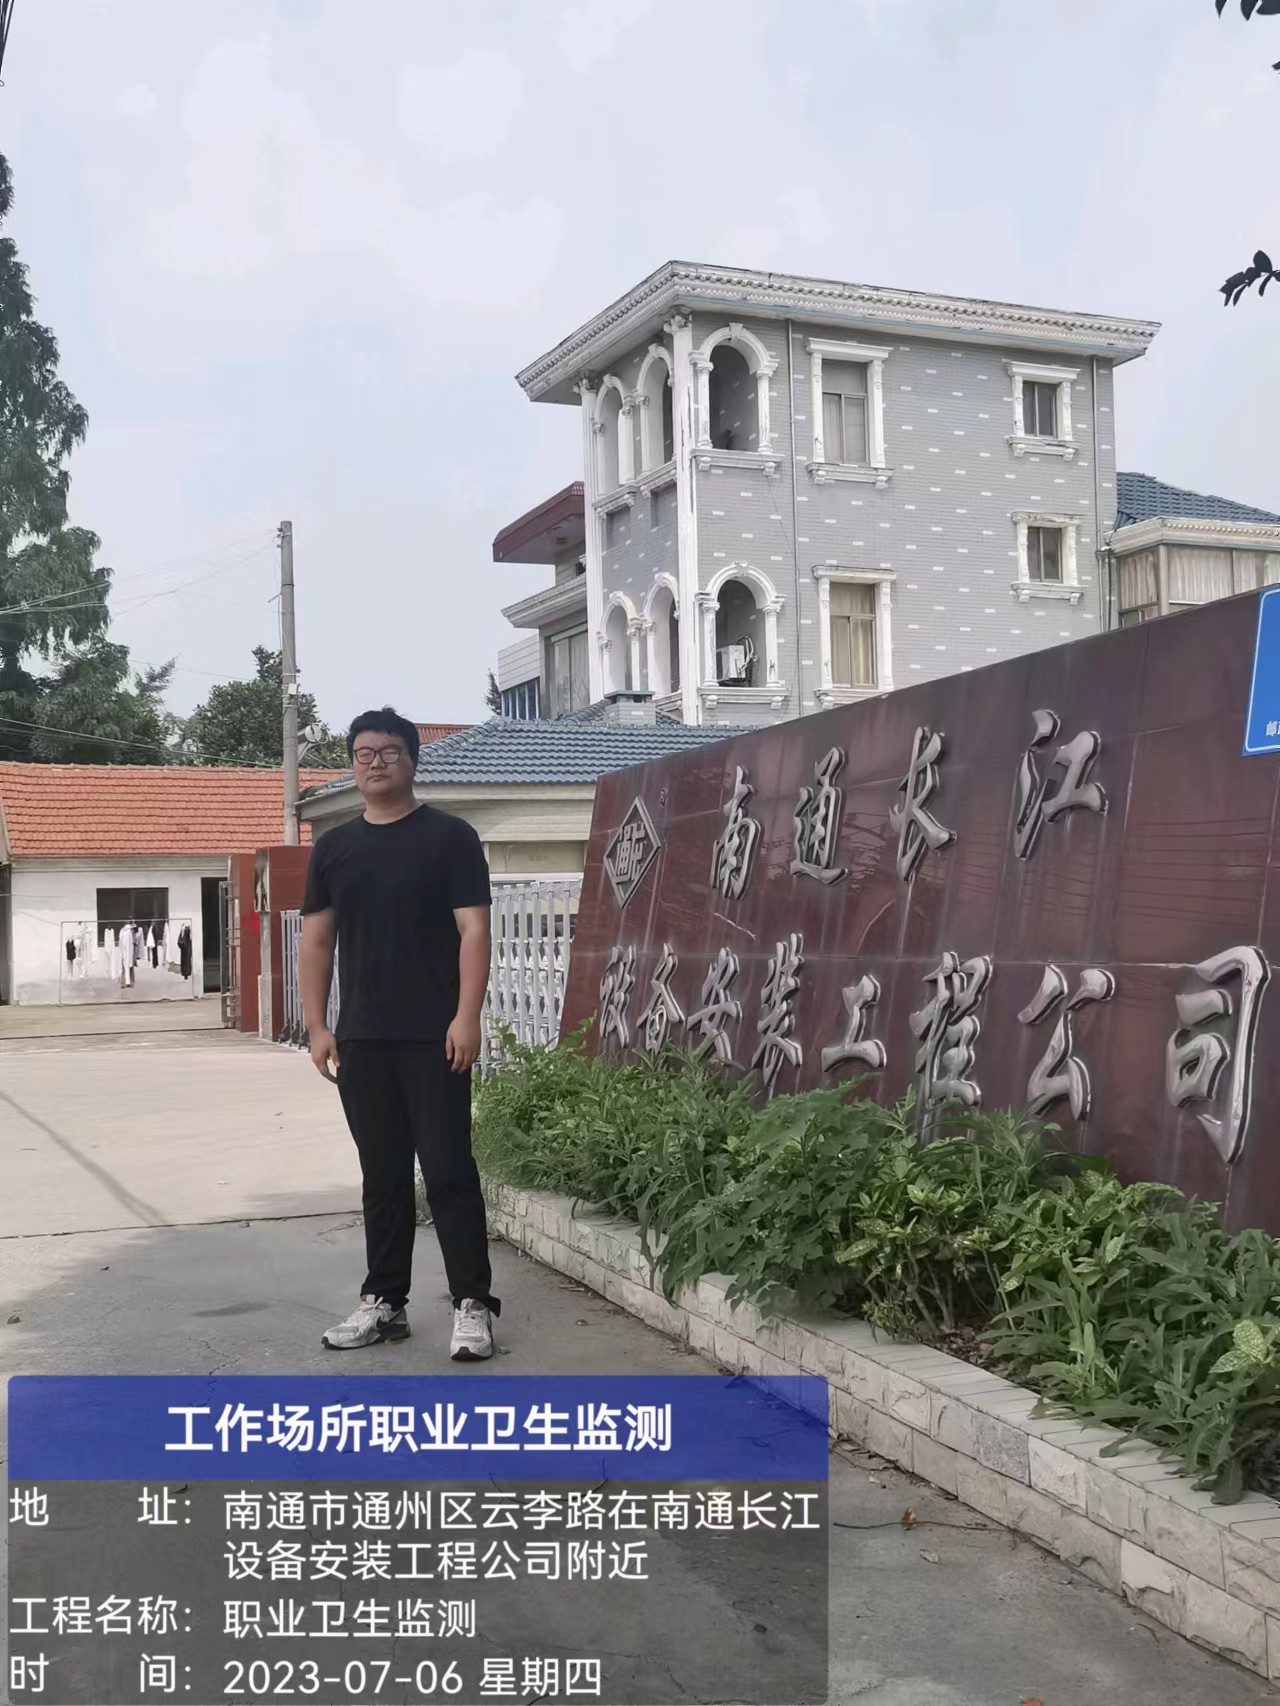 南通长江
设备安装工程公司
工作场所职业卫生监测
地 址： 南通市通州区云李路在南通长江
设备安装工程公司附近
工程名称： 职业卫生监测
时 间： 2023-07-06 星期四